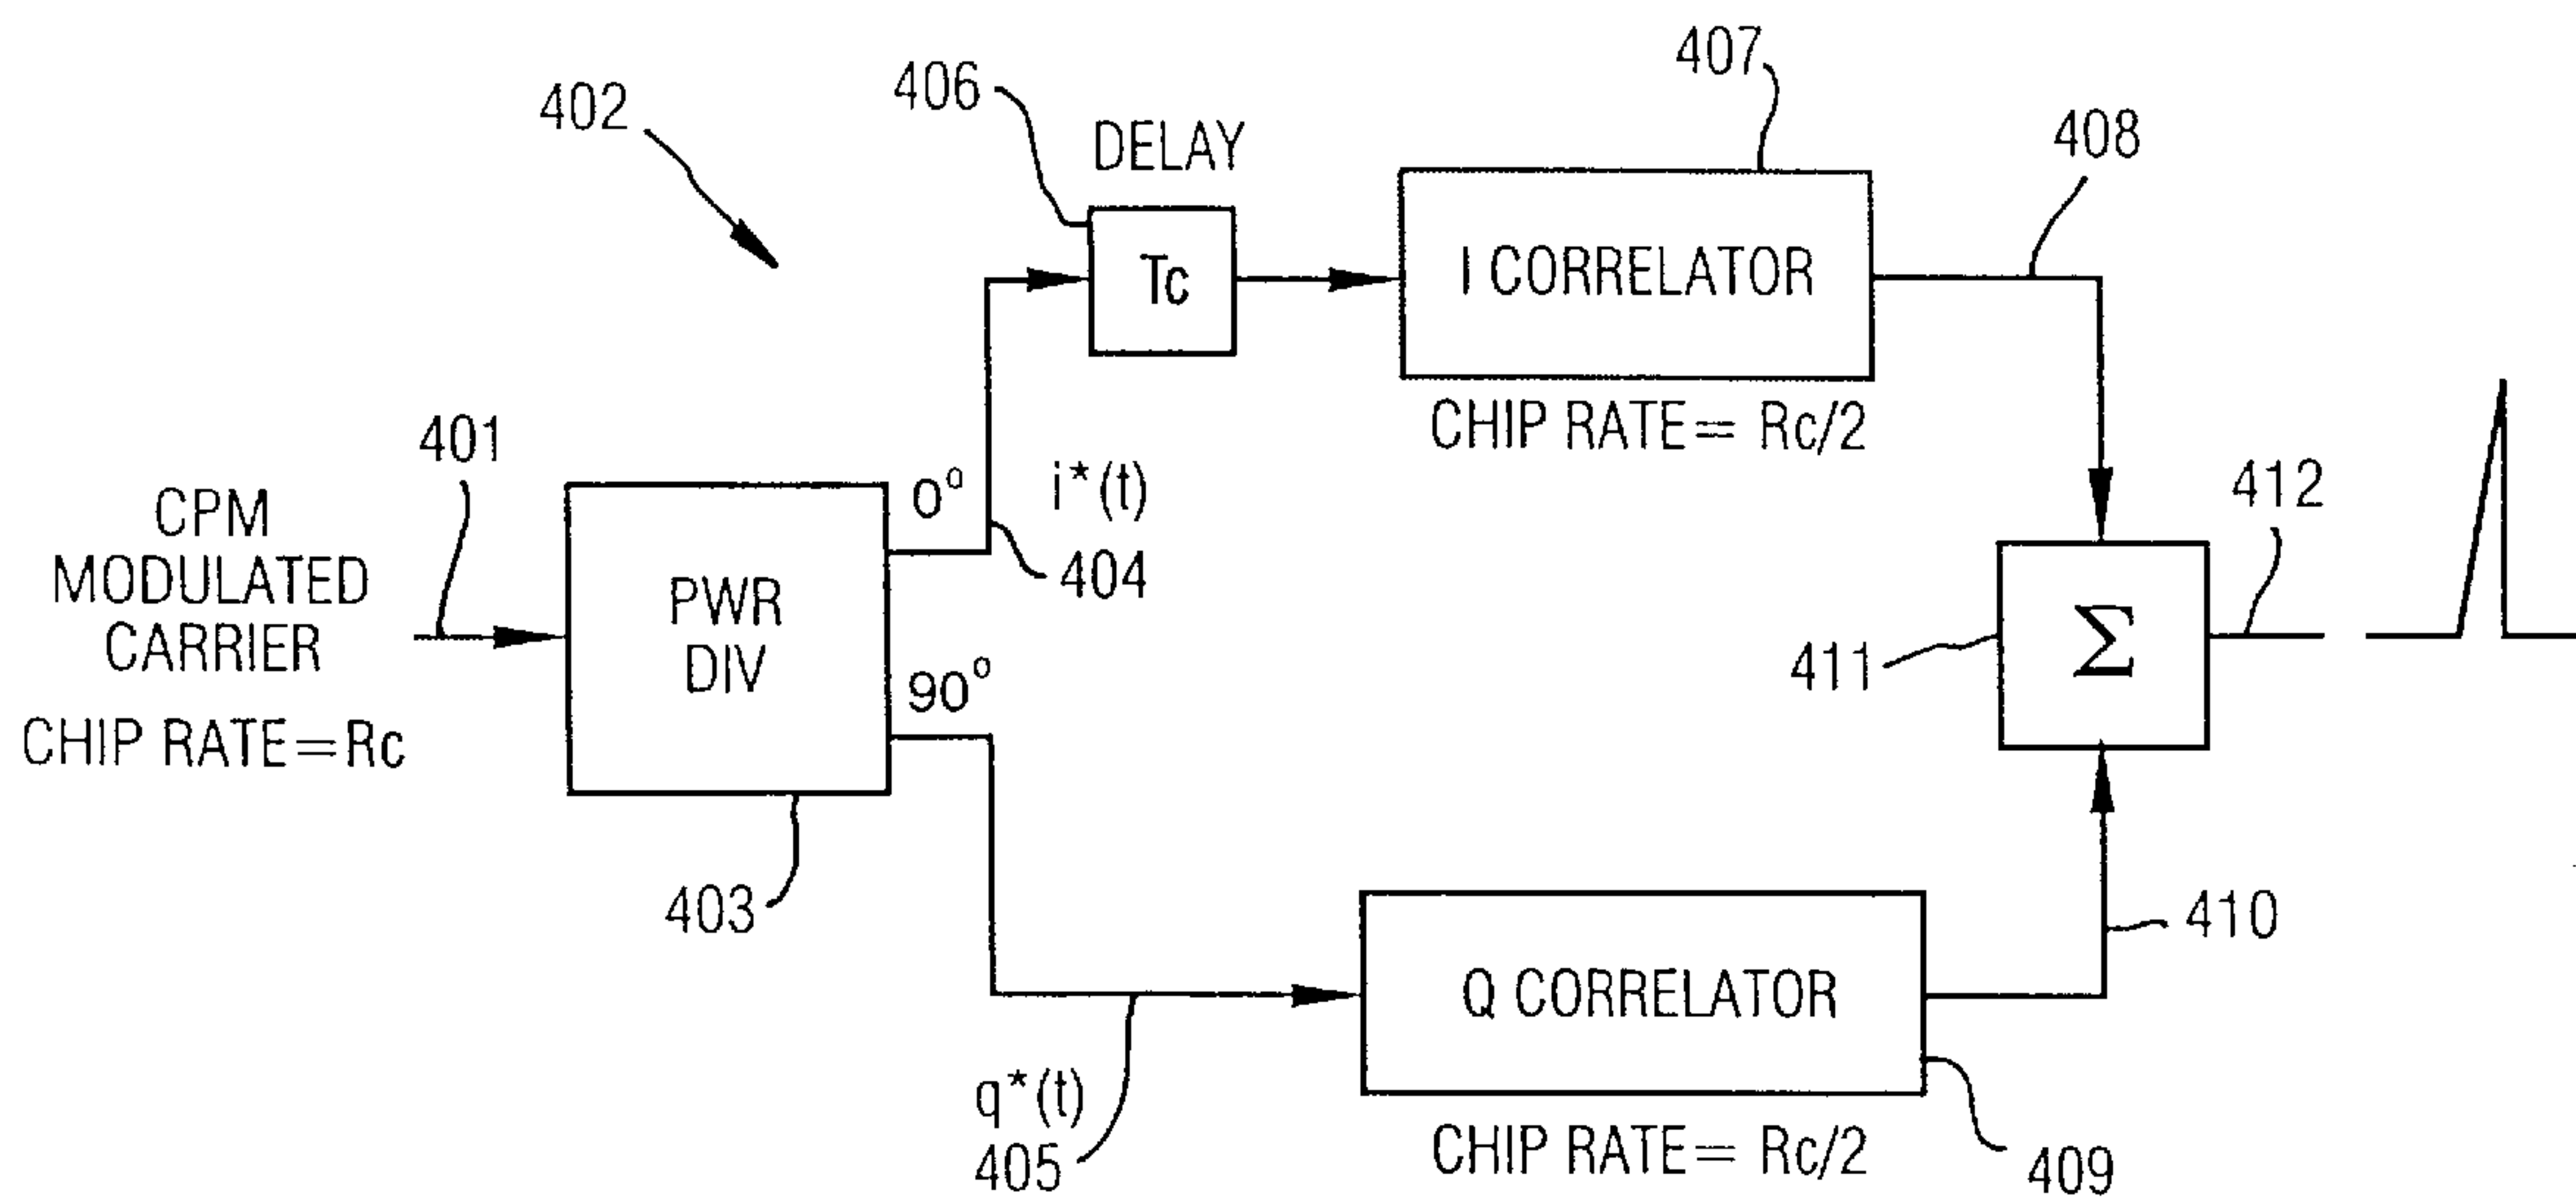 407
406
402
DELAY
408
Tc
I CORRELATOR
CHIP RATE= Rc/2
401
0°
i*(t)
404
412
CPM
MODULATED
CARRIER
CHIP RATE=Rc
PWR
DIV
90°
411
Σ
403
410
Q CORRELATOR
q*(t)
405
CHIP RATE= Rc/2
409